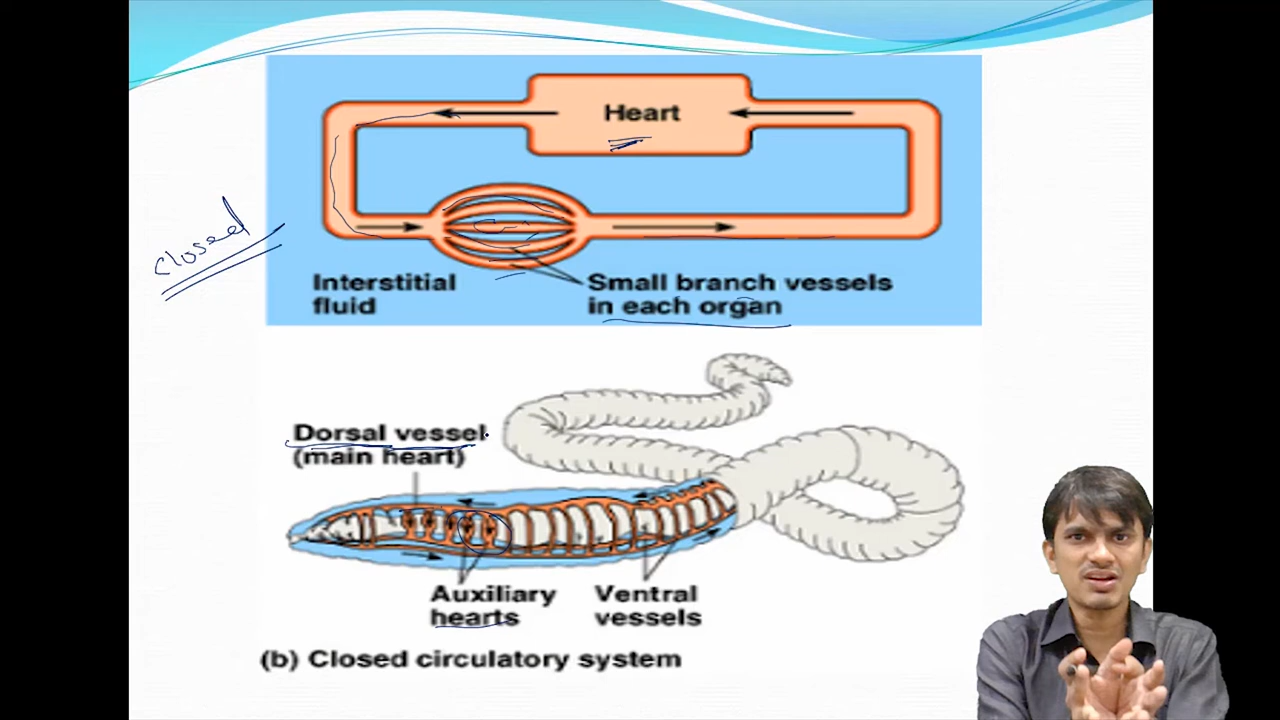 Heart
closed
Interstitial
fluid
Small branch vessels
in each organ
Dorsal vessel
(main heart)
Auxiliary
hearts
Ventral
vessels
(b) Closed circulatory system